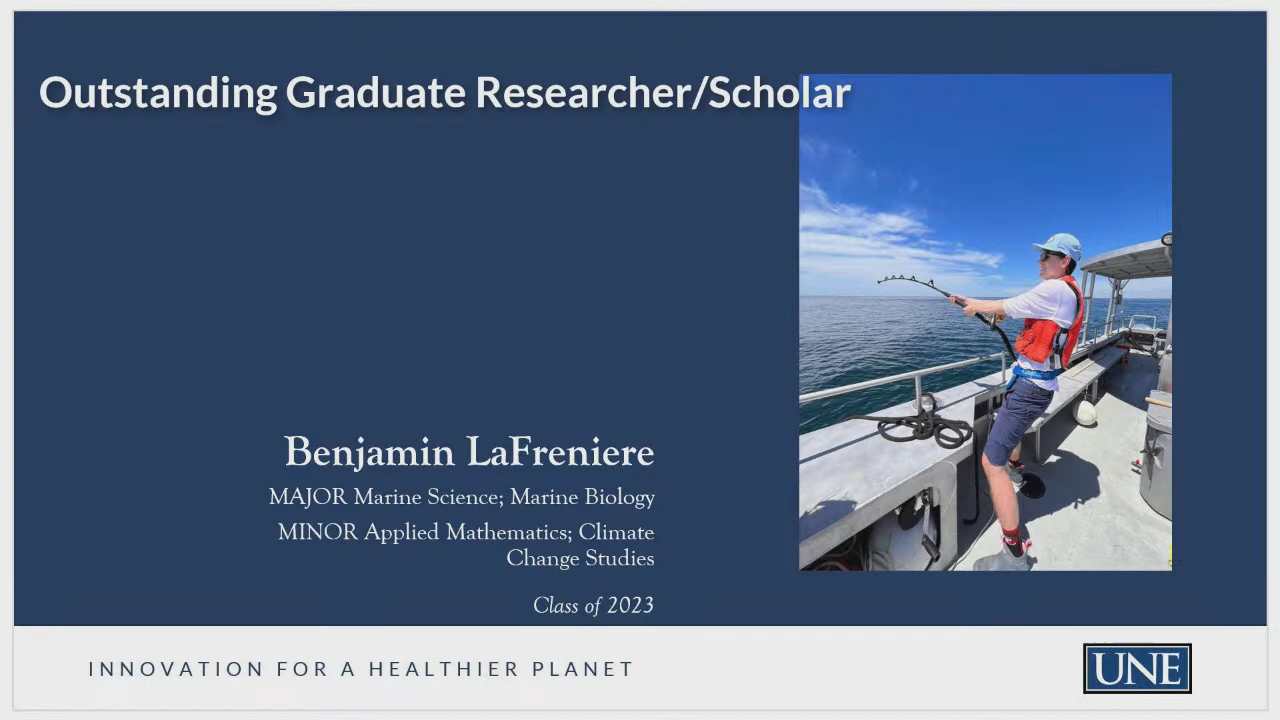 Outstanding Graduate Researcher/Scholar
Benjamin LaFreniere
MAJOR Marine Science; Marine Biology
MINOR Applied Mathematics; Climate
Change Studies
Class of 2023
INNOVATION FOR A HEALTHIER PLANET
UNE